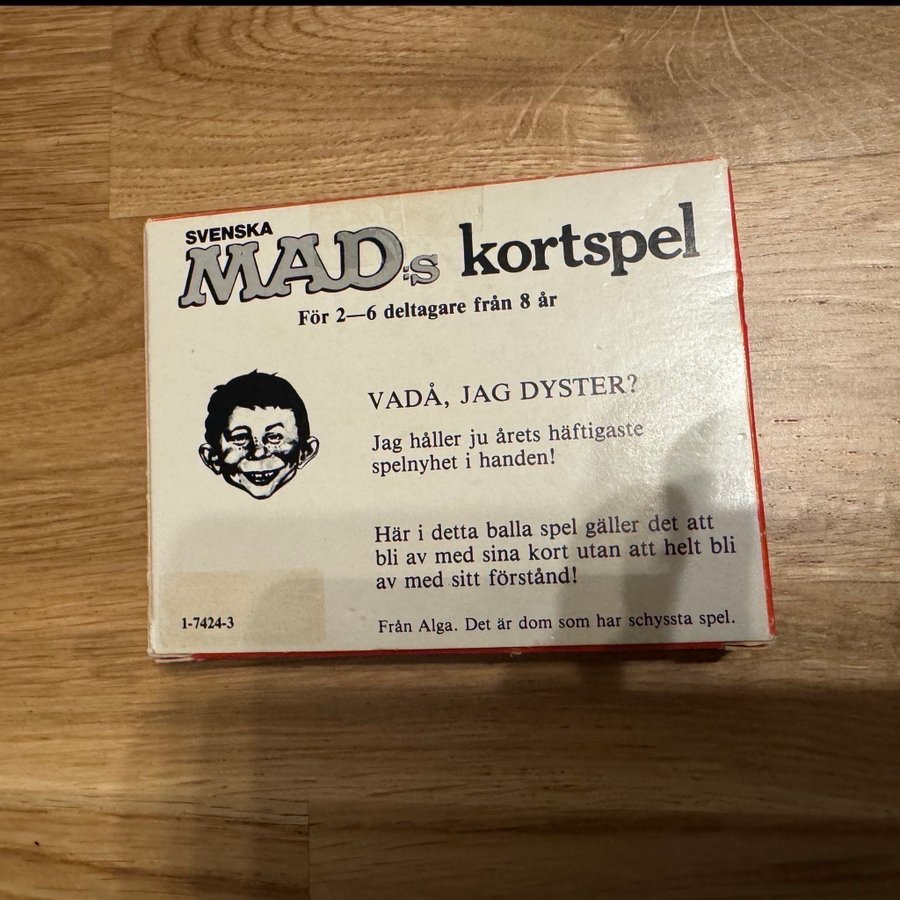 SVENSKA
MAD:s kortspel
För 2—6 deltagare från 8 år
VADÅ, JAG DYSTER?
Jag håller ju årets häftigaste
spelnyhet i handen!
Här i detta balla spel gäller det att
bli av med sina kort utan att helt bli
av med sitt förstånd!
1-7424-3
Från Alga. Det är dom som har schyssta spel.